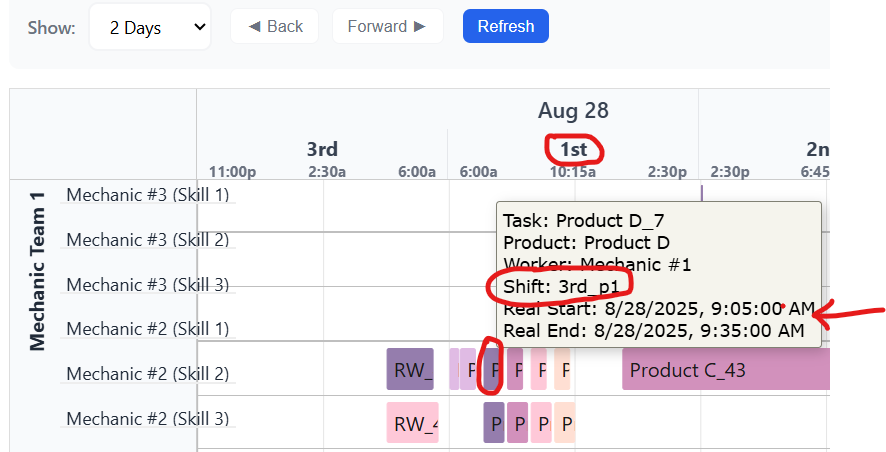 Show: 2 Days ◄ Back Forward ► Refresh
Aug 28
3rd 1st 2n
11:00p 2:30a 6:00a 6:00a 10:15a 2:30p 2:30p 6:45
Mechanic Team 1
Mechanic #3 (Skill 1)
Mechanic #3 (Skill 2)
Mechanic #3 (Skill 3)
Mechanic #2 (Skill 1)
Mechanic #2 (Skill 2)
Mechanic #2 (Skill 3)
Task: Product D_7
Product: Product D
Worker: Mechanic #1
Shift: 3rd_p1
Real Start: 8/28/2025, 9:05:00 AM
Real End: 8/28/2025, 9:35:00 AM
RW_ F P F F F Product C_43
RW_4 P P P P